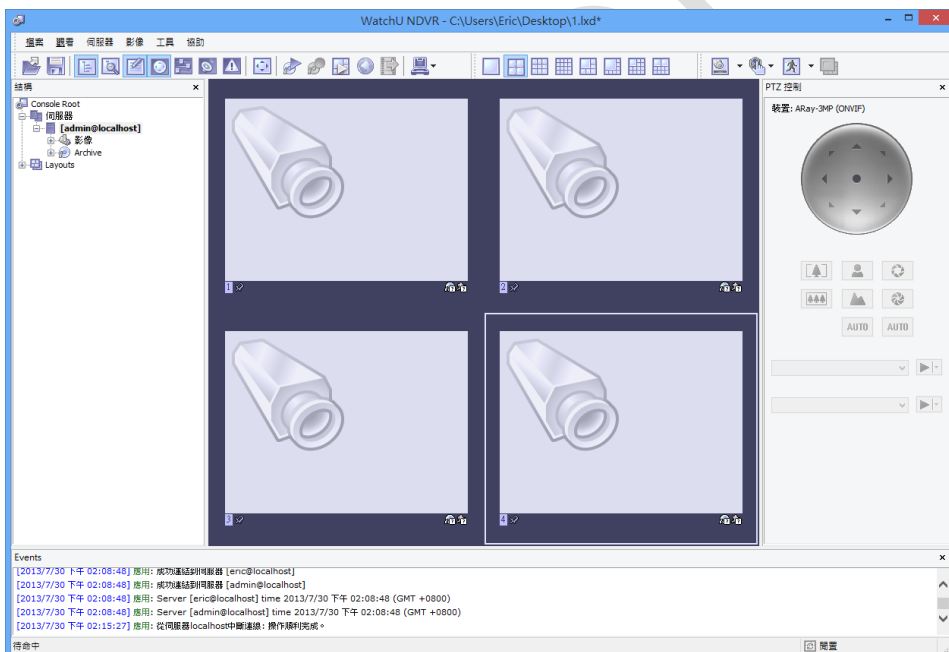 WatchU NDVR - C:\Users\Eric\Desktop\1.lxd*
檔案 觀看 伺服器 影像 工具 協助
結構
Console Root
伺服器
[admin@localhost]
影像
Archive
Layouts
1
2
3
4
PTZ 控制
裝置: ARay-3MP (ONVIF)
AUTO AUTO
Events
[2013/7/30 下午 02:08:48] 應用: 成功連結到伺服器 [eric@localhost]
[2013/7/30 下午 02:08:48] 應用: 成功連結到伺服器 [admin@localhost]
[2013/7/30 下午 02:08:48] 應用: Server [eric@localhost] time 2013/7/30 下午 02:08:48 (GMT +0800)
[2013/7/30 下午 02:08:48] 應用: Server [admin@localhost] time 2013/7/30 下午 02:08:48 (GMT +0800)
[2013/7/30 下午 02:15:27] 應用: 從伺服器localhost中斷連線: 操作順利完成。
待命中
閒置